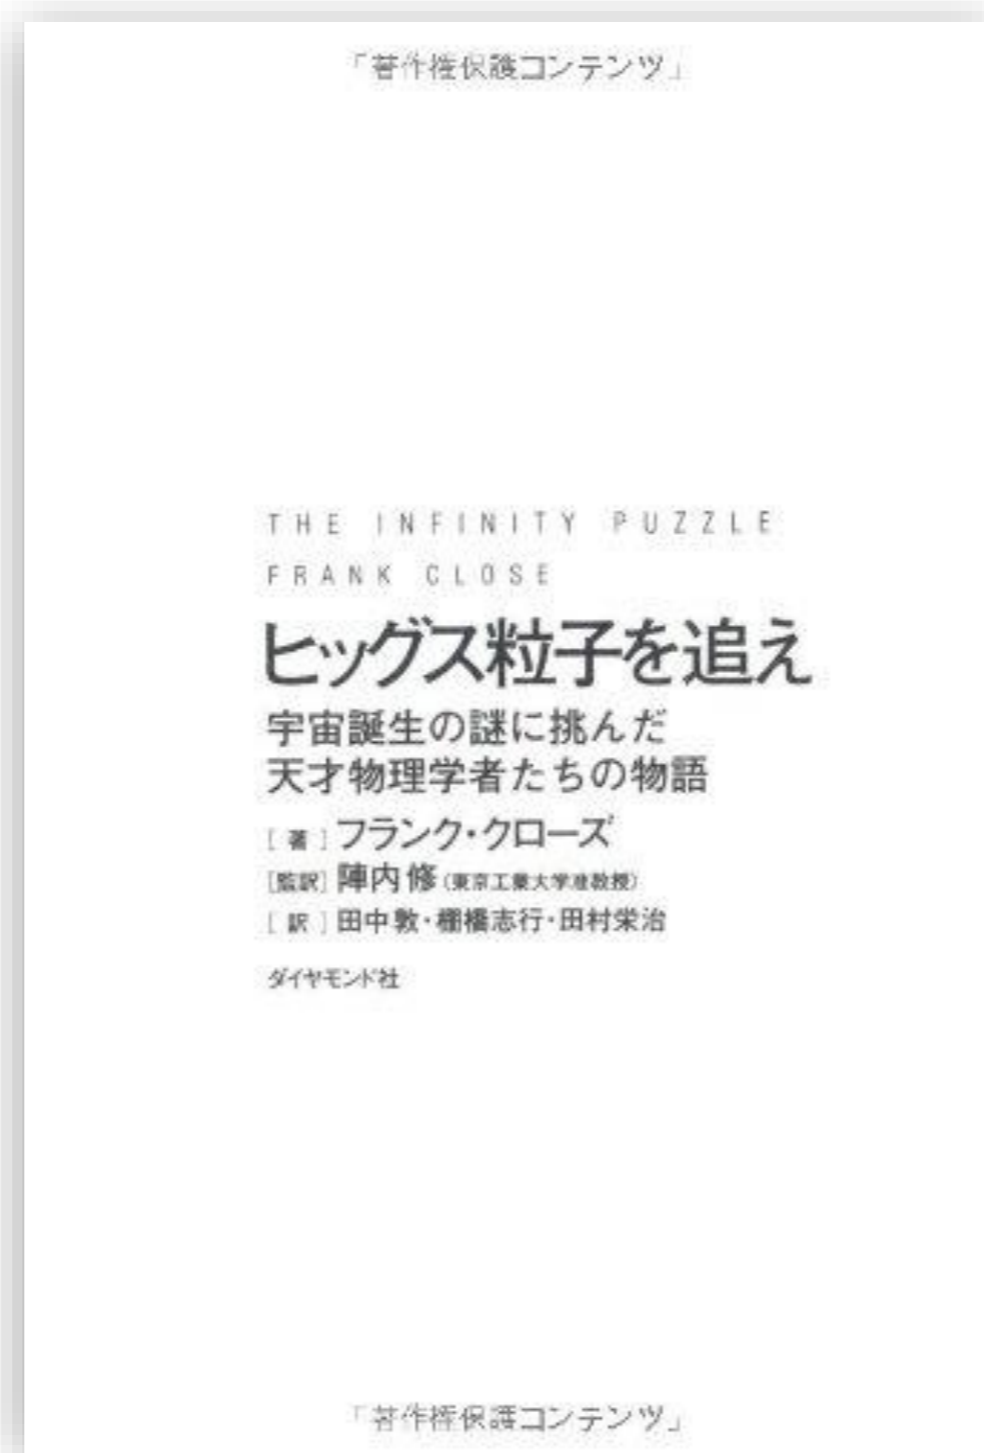 「著作権保護コンテンツ」
THE INFINITY PUZZLE
FRANK CLOSE
ヒッグス粒子を追え
宇宙誕生の謎に挑んだ
天才物理学者たちの物語
[著] フランク・クローズ
[監訳] 陣内 修 (東京工業大学准教授)
[訳] 田中敦・棚橋志行・田村栄治
ダイヤモンド社
「著作権保護コンテンツ」